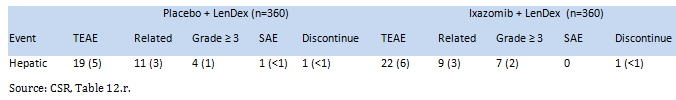 Placebo + LenDex (n=360) Ixazomib + LenDex (n=360)
Event TEAE Related Grade ≥ 3 SAE Discontinue TEAE Related Grade ≥ 3 SAE Discontinue
Hepatic 19 (5) 11 (3) 4 (1) 1 (<1) 1 (<1) 22 (6) 9 (3) 7 (2) 0 1 (<1)
Source: CSR, Table 12.r.